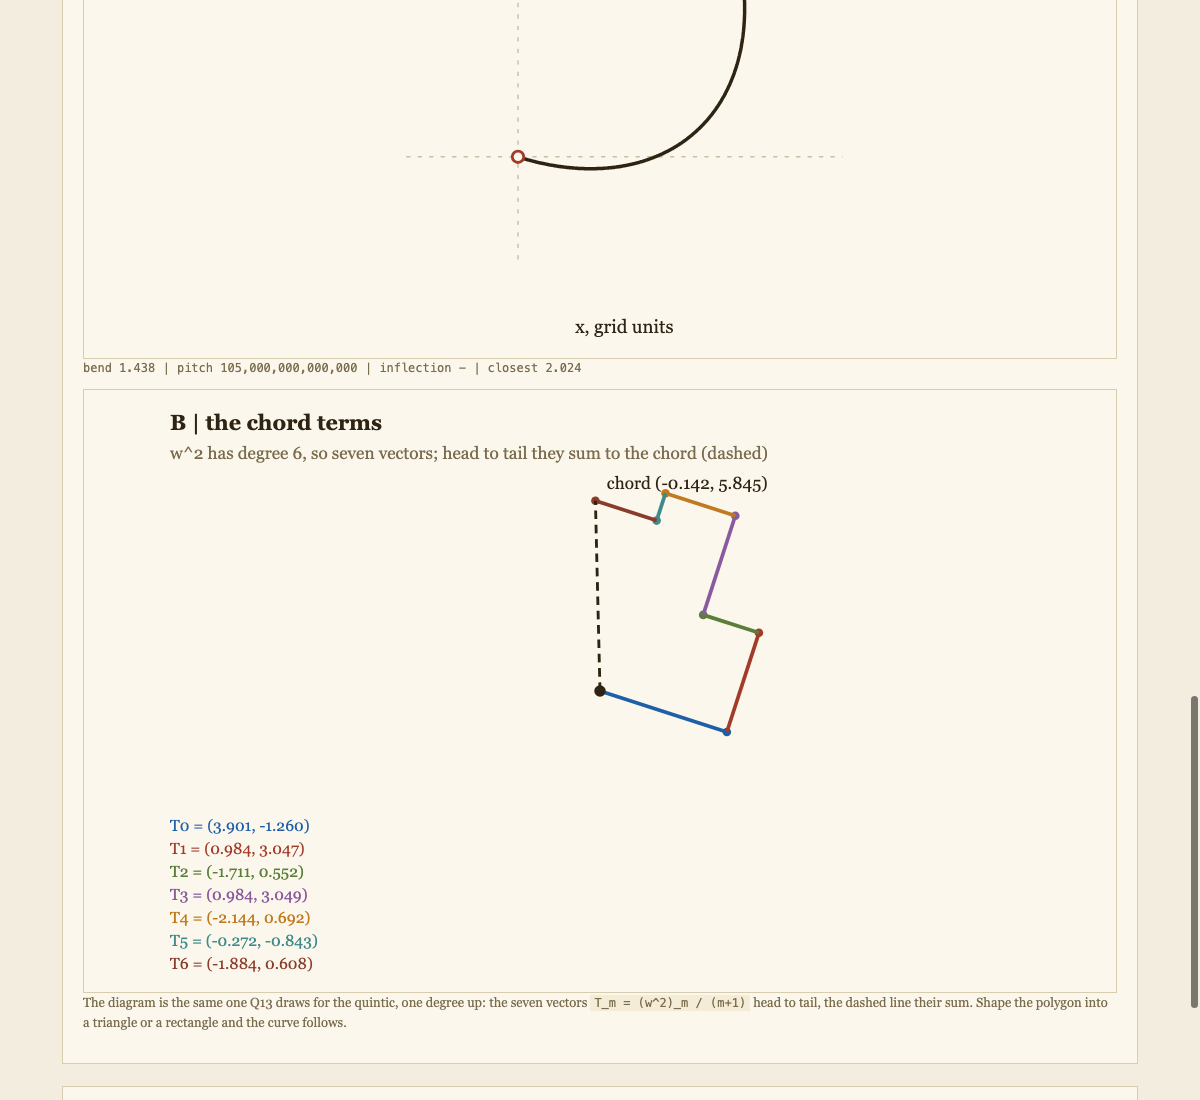 x, grid units
bend 1.438 | pitch 105,000,000,000,000 | inflection — | closest 2.024
B | the chord terms
w^2 has degree 6, so seven vectors; head to tail they sum to the chord (dashed)
chord (-0.142, 5.845)
T0 = (3.901, -1.260)
T1 = (0.984, 3.047)
T2 = (-1.711, 0.552)
T3 = (0.984, 3.049)
T4 = (-2.144, 0.692)
T5 = (-0.272, -0.843)
T6 = (-1.884, 0.608)
The diagram is the same one Q13 draws for the quintic, one degree up: the seven vectors T_m = (w^2)_m / (m+1) head to tail, the dashed line their sum. Shape the polygon into
a triangle or a rectangle and the curve follows.